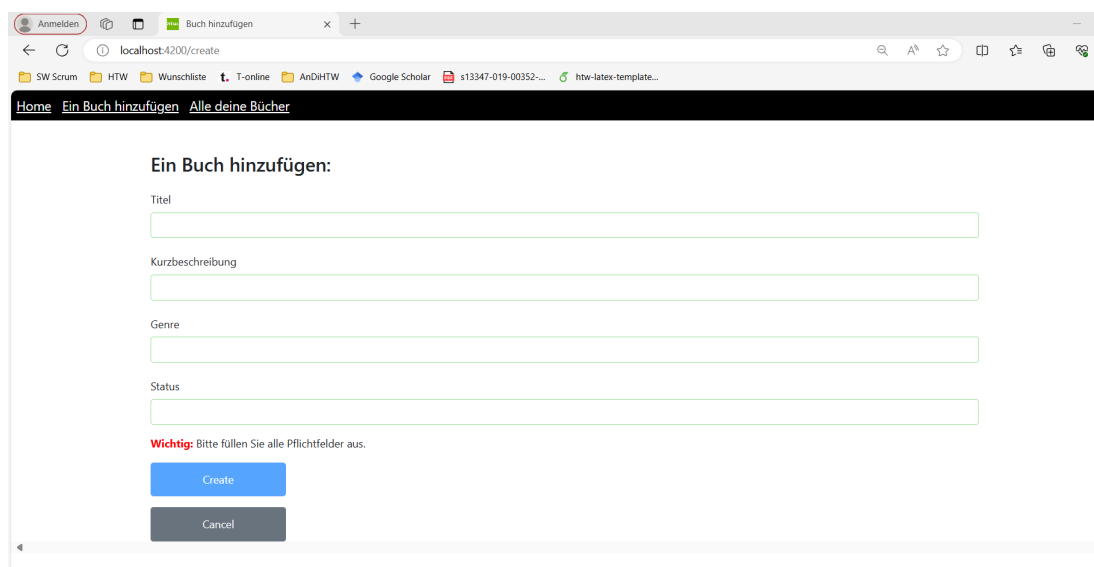 Anmelden
Buch hinzufügen
localhost:4200/create
SW Scrum HTW Wunschliste t. T-online AnDiHTW Google Scholar s13347-019-00352-... htw-latex-template...
Home Ein Buch hinzufügen Alle deine Bücher
Ein Buch hinzufügen:
Titel
Kurzbeschreibung
Genre
Status
Wichtig: Bitte füllen Sie alle Pflichtfelder aus.
Create
Cancel